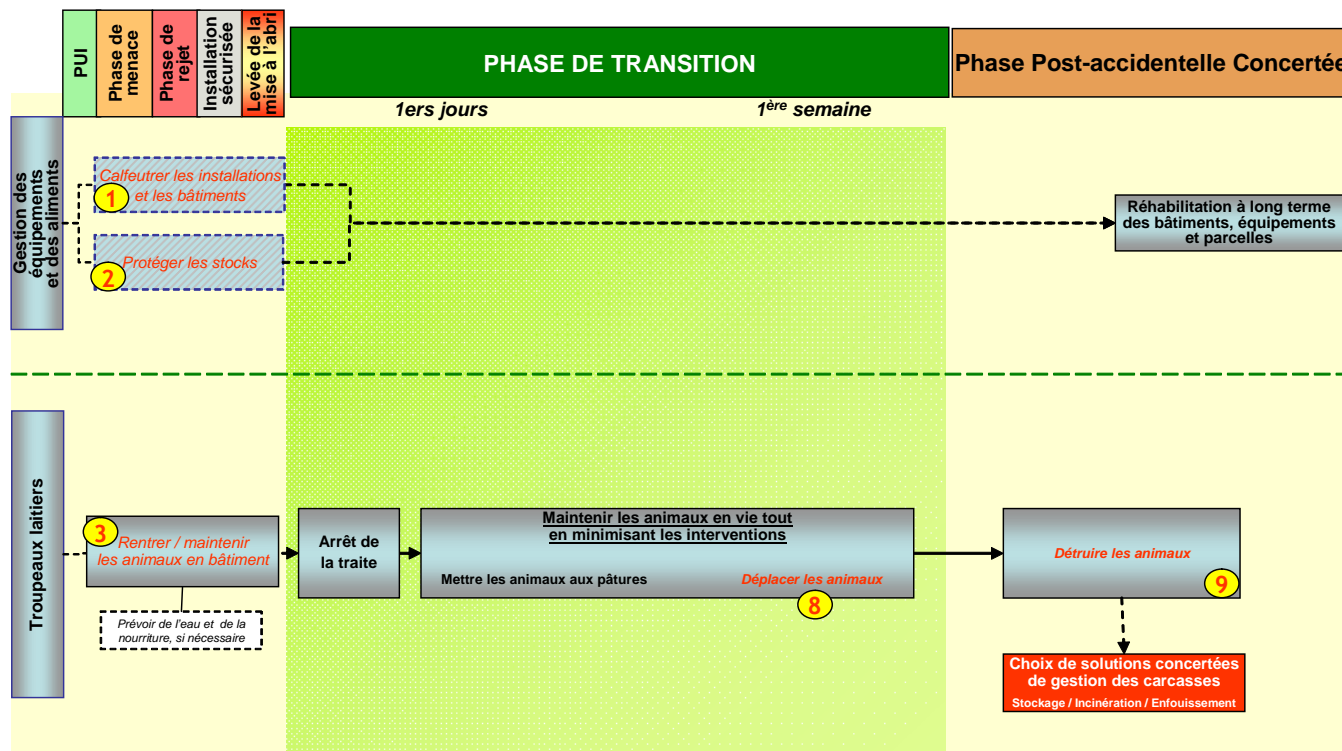 PUI
Phase de
menace
Phase de
rejet
Installation
sécurisée
Levée de la
mise à l'abri
PHASE DE TRANSITION
Phase Post-accidentelle Concertée
1ers jours
1ère semaine
Gestion des
équipements
et des aliments
Calfeutrer les installations
et les bâtiments
1
Protéger les stocks
2
Réhabilitation à long terme
des bâtiments, équipements
et parcelles
Troupeaux laitiers
3
Rentrer / maintenir
les animaux en bâtiment
Prévoir de l'eau et de la
nourriture, si nécessaire
Arrêt de
la traite
Maintenir les animaux en vie tout
en minimisant les interventions
Mettre les animaux aux pâtures
Déplacer les animaux
8
Détruire les animaux
9
Choix de solutions concertées
de gestion des carcasses
Stockage / Incinération / Enfouissement